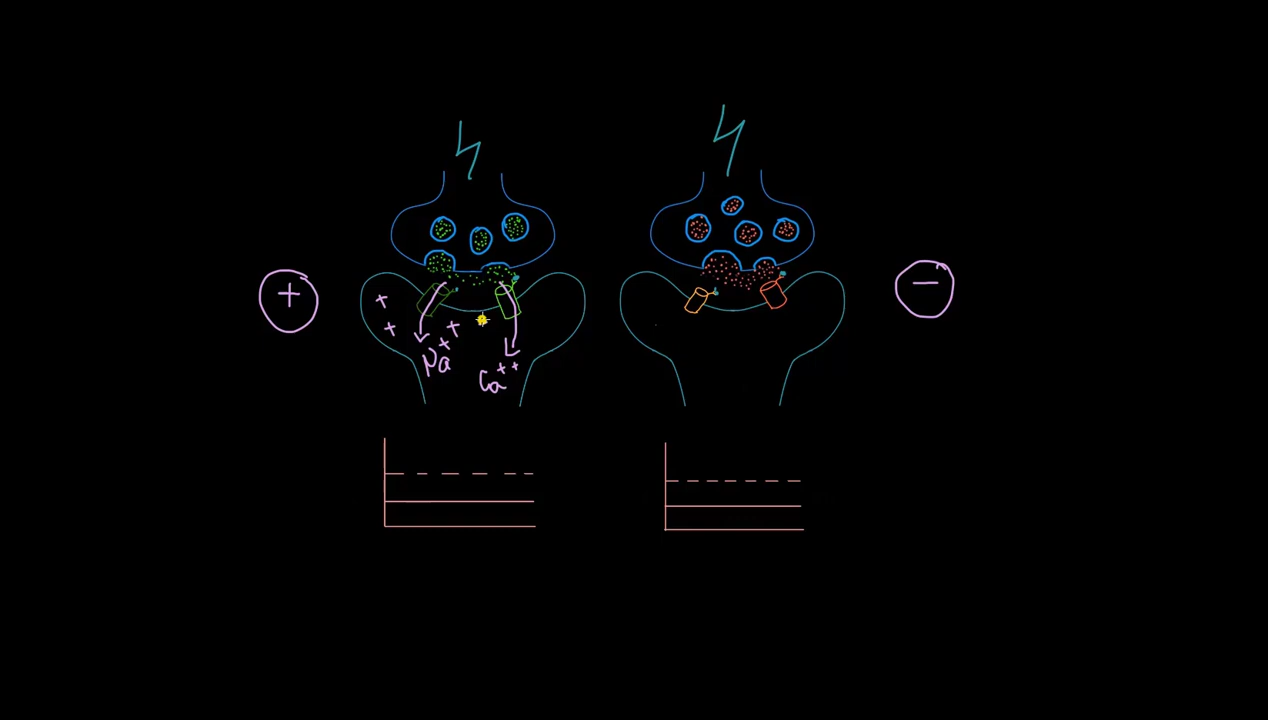 +
−
+
+ +
+
Na
Ca++